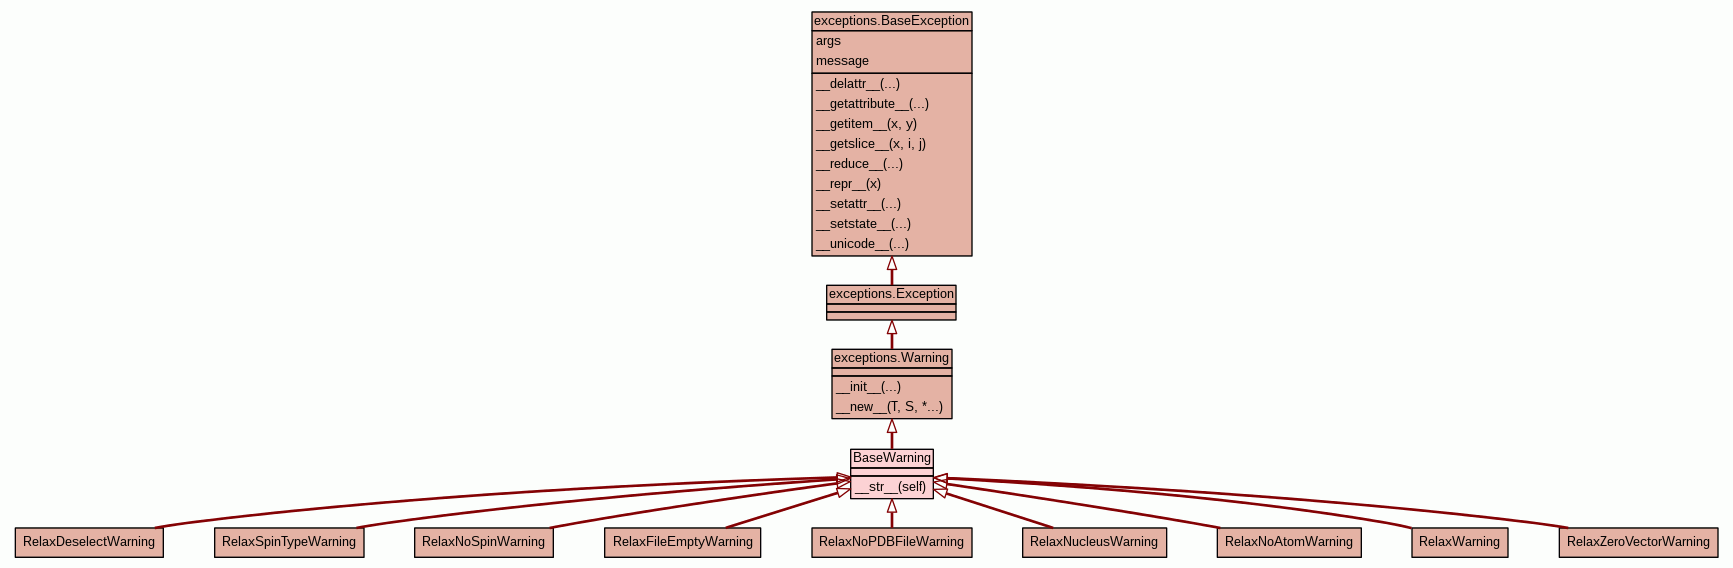 exceptions.BaseException
args
message
__delattr__(...)
__getattribute__(...)
__getitem__(x, y)
__getslice__(x, i, j)
__reduce__(...)
__repr__(x)
__setattr__(...)
__setstate__(...)
__unicode__(...)
exceptions.Exception
exceptions.Warning
__init__(...)
__new__(T, S, *...)
BaseWarning
__str__(self)
RelaxDeselectWarning
RelaxSpinTypeWarning
RelaxNoSpinWarning
RelaxFileEmptyWarning
RelaxNoPDBFileWarning
RelaxNucleusWarning
RelaxNoAtomWarning
RelaxWarning
RelaxZeroVectorWarning